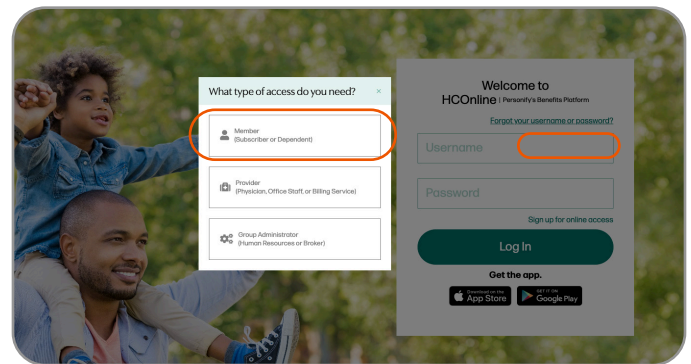 What type of access do you need? ×
Member
(Subscriber or Dependent)
Provider
(Physician, Office Staff, or Billing Service)
Group Administrator
(Human Resources or Broker)
Welcome to
HCOnline | Personify's Benefits Platform
Forgot your username or password?
Username
Password
Sign up for online access
Log In
Get the app.
Download on the
App Store
GET IT ON
Google Play